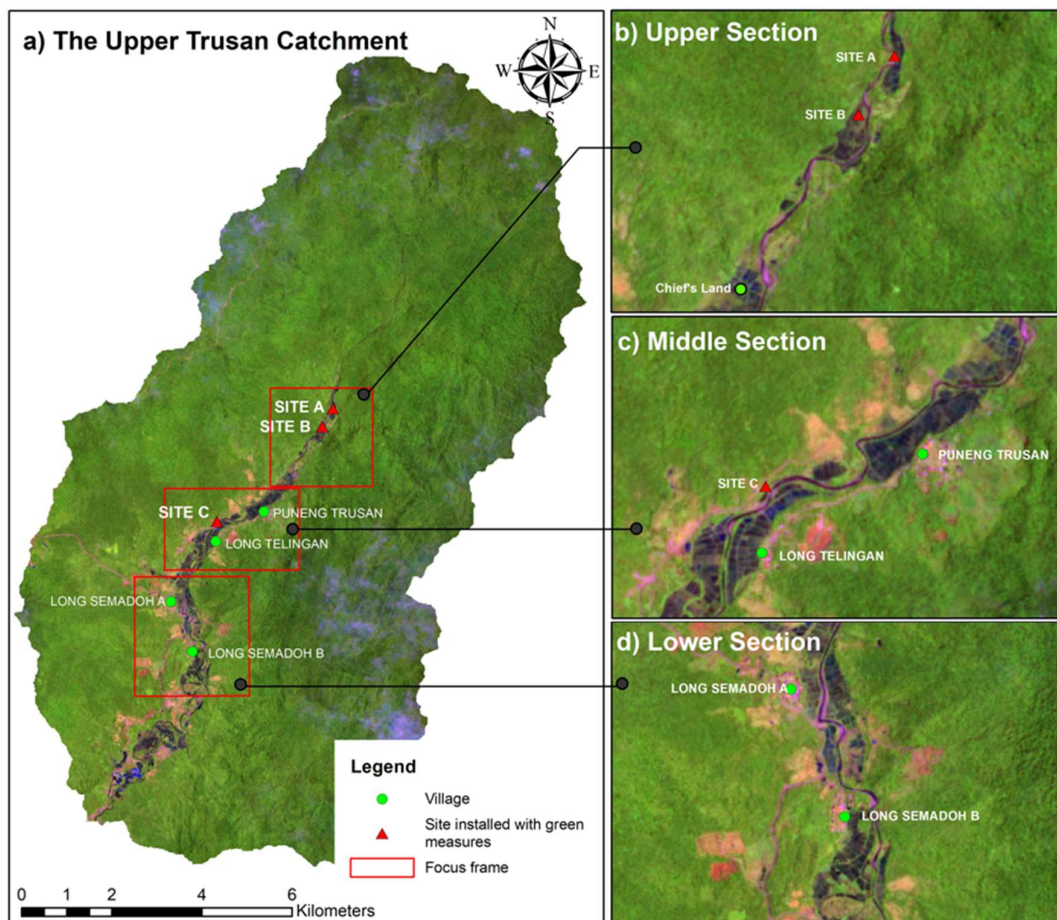 a) The Upper Trusan Catchment
N
W
E
S
SITE A
SITE B
SITE C
PUNENG TRUSAN
LONG TELINGAN
LONG SEMADOH A
LONG SEMADOH B
Legend
Village
Site installed with green
measures
Focus frame
0 1 2 4 6
Kilometers
b) Upper Section
SITE A
SITE B
Chief's Land
c) Middle Section
PUNENG TRUSAN
SITE C
LONG TELINGAN
d) Lower Section
LONG SEMADOH A
LONG SEMADOH B